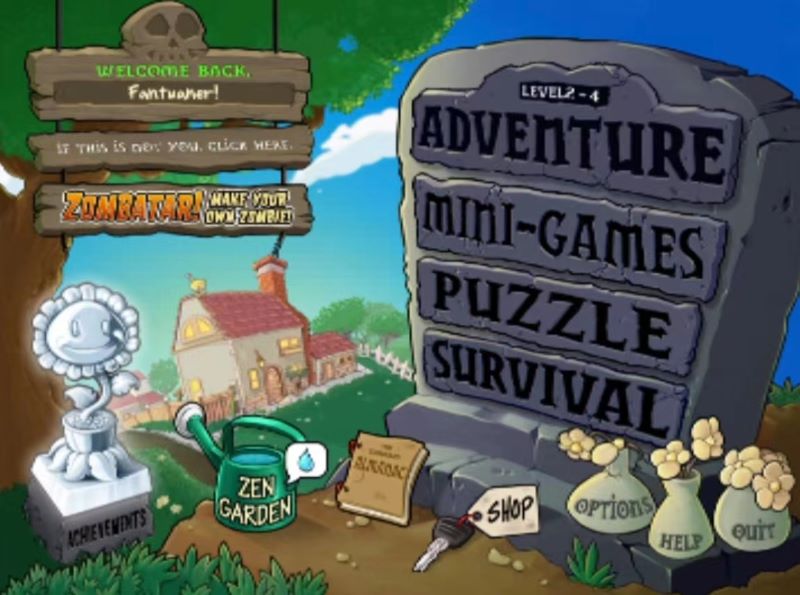 WELCOME BACK,
Fantuaner!
IF THIS IS NOT YOU, CLICK HERE.
ZOMBATAR! MAKE YOUR
OWN ZOMBIE!
LEVEL 2 - 4
ADVENTURE
MINI-GAMES
PUZZLE
SURVIVAL
ACHIEVEMENTS
ZEN
GARDEN
ALMANAC
SHOP
OPTIONS
HELP
QUIT